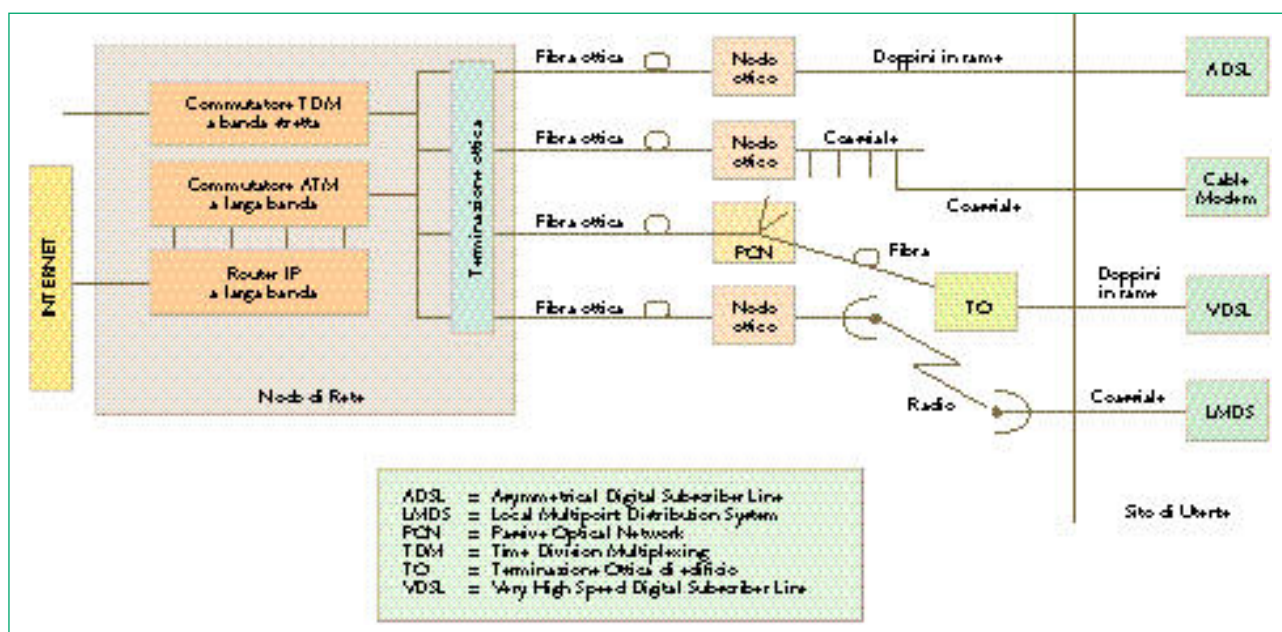 Fibra ottica
Nodo
ottico
Doppini in rame
ADSL
Commutatore TDM
a banda stretta
Fibra ottica
Nodo
ottico
Coassiale
Commutatore ATM
a larga banda
Terminazione ottica
Cable
Modem
Coassiale
INTERNET
Fibra ottica
PON
Fibra
Router IP
a larga banda
Doppini
in rame
Fibra ottica
Nodo
ottico
TO
VDSL
Nodo di Rete
Radio
Coassiale
LMDS
ADSL = Asymmetrical Digital Subscriber Line
LMDS = Local Multipoint Distribution System
PON = Passive Optical Network
TDM = Time Division Multiplexing
TO = Terminazione Ottica di edificio
VDSL = Very High Speed Digital Subscriber Line
Sito di Utente